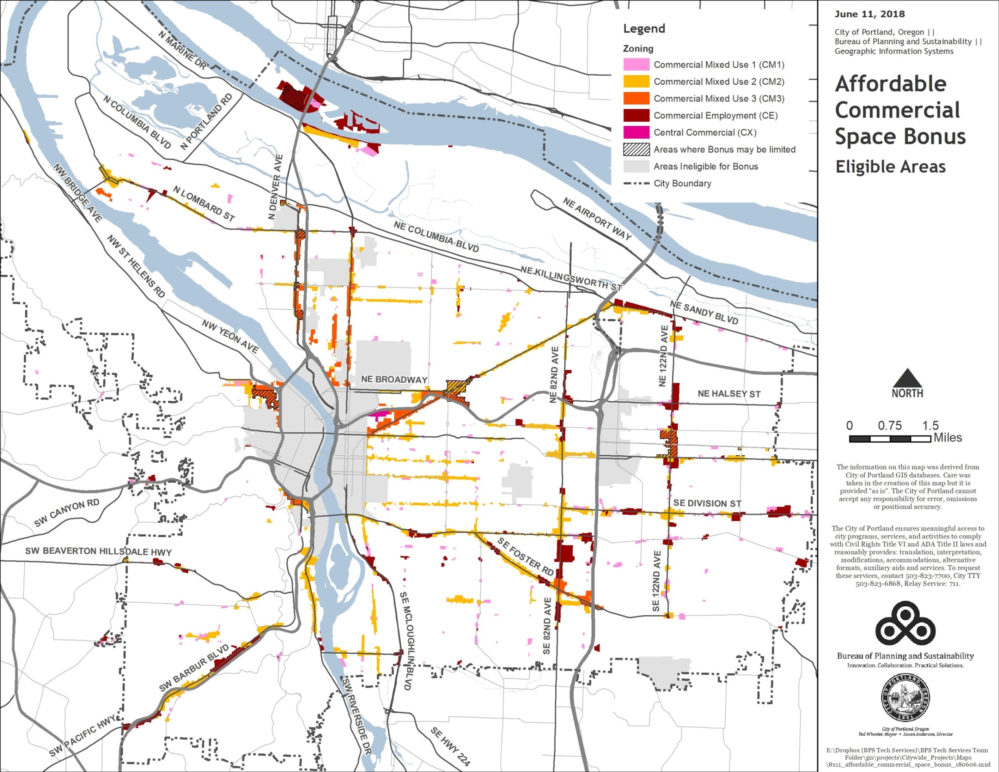 N MARINE DR
N COLUMBIA BLVD
N PORTLAND RD
N DENVER AVE
NW BRIDGE AVE
N LOMBARD ST
NW ST HELENS RD
NE COLUMBIA BLVD
NE AIRPORT WAY
NE KILLINGSWORTH ST
NE SANDY BLVD
NW YEON AVE
NE 82ND AVE
NE 122ND AVE
NE BROADWAY
NE HALSEY ST
SW CANYON RD
SE DIVISION ST
SW BEAVERTON HILLSDALE HWY
SE FOSTER RD
SE 122ND AVE
SE 82ND AVE
SE MCLOUGHLIN BLVD
SW BARBUR BLVD
SW RIVERSIDE DR
SW PACIFIC HWY
SE HWY 224
Legend
Zoning
Commercial Mixed Use 1 (CM1)
Commercial Mixed Use 2 (CM2)
Commercial Mixed Use 3 (CM3)
Commercial Employment (CE)
Central Commercial (CX)
Areas where Bonus may be limited
Areas Ineligible for Bonus
City Boundary
June 11, 2018
City of Portland, Oregon ||
Bureau of Planning and Sustainability ||
Geographic Information Systems
Affordable
Commercial
Space Bonus
Eligible Areas
NORTH
0 0.75 1.5
Miles
The information on this map was derived from
City of Portland GIS databases. Care was
taken in the creation of this map but it is
provided "as is". The City of Portland cannot
accept any responsibility for error, omissions
or positional accuracy.
The City of Portland ensures meaningful access to
city programs, services, and activities to comply
with Civil Rights Title VI and ADA Title II laws and
reasonably provides: translation, interpretation,
modifications, accommodations, alternative
formats, auxiliary aids and services. To request
these services, contact 503-823-7700, City TTY
503-823-6868, Relay Service: 711.
Bureau of Planning and Sustainability
Innovation. Collaboration. Practical Solutions.
CITY OF PORTLAND, OREGON
1851
City of Portland, Oregon
Ted Wheeler, Mayor • Susan Anderson, Director
E:\Dropbox (BPS Tech Services)\BPS Tech Services Team
Folder\gis\projects\Citywide_Projects\Maps
\8x11_affordable_commercial_space_bonus_180606.mxd